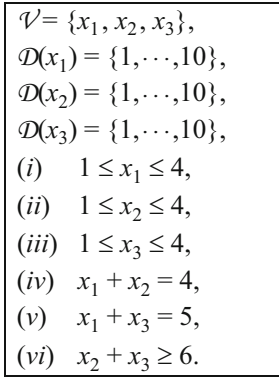 𝒱 = {x₁, x₂, x₃},
𝒟(x₁) = {1,···,10},
𝒟(x₂) = {1,···,10},
𝒟(x₃) = {1,···,10},
(i) 1 ≤ x₁ ≤ 4,
(ii) 1 ≤ x₂ ≤ 4,
(iii) 1 ≤ x₃ ≤ 4,
(iv) x₁ + x₂ = 4,
(v) x₁ + x₃ = 5,
(vi) x₂ + x₃ ≥ 6.